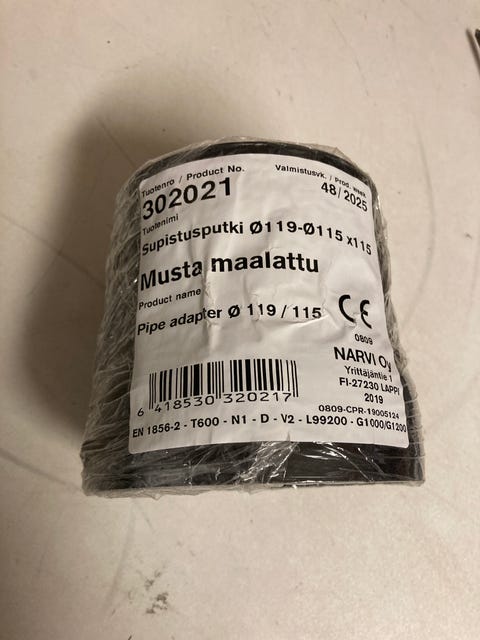 Tuotenro / Product No.
302021
Valmistusvk. / Prod. week
48/2025
Tuotenimi
Supistusputki Ø119-Ø115 x115
Musta maalattu
Product name
Pipe adapter Ø 119 / 115
CE
0809
NARVI Oy
Yrittäjäntie 1
FI-27230 LAPPI
2019
0809-CPR-19005124
6 418530 320217
EN 1856-2 - T600 - N1 - D - V2 - L99200 - G1000/G1200